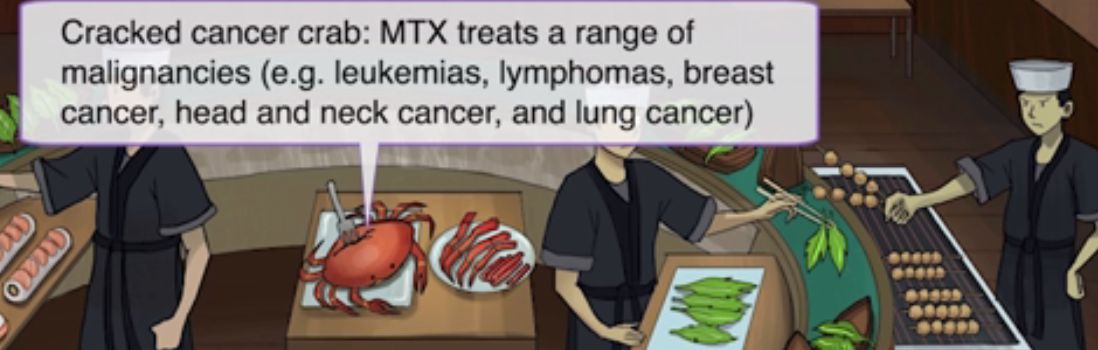 Cracked cancer crab: MTX treats a range of
malignancies (e.g. leukemias, lymphomas, breast
cancer, head and neck cancer, and lung cancer)